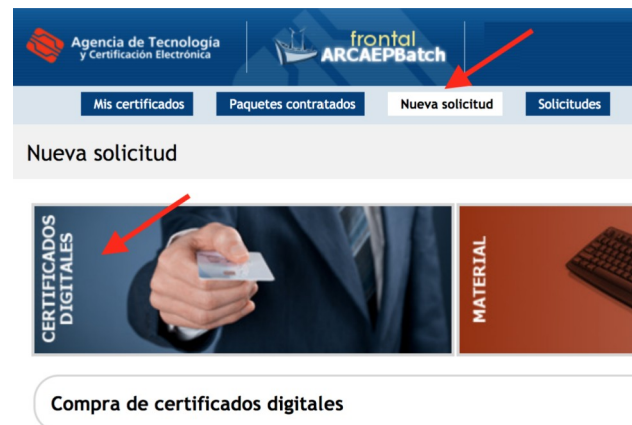 Agencia de Tecnología
y Certificación Electrónica
frontal
ARCAEPBatch
Mis certificados
Paquetes contratados
Nueva solicitud
Solicitudes
Nueva solicitud
CERTIFICADOS
DIGITALES
MATERIAL
Compra de certificados digitales